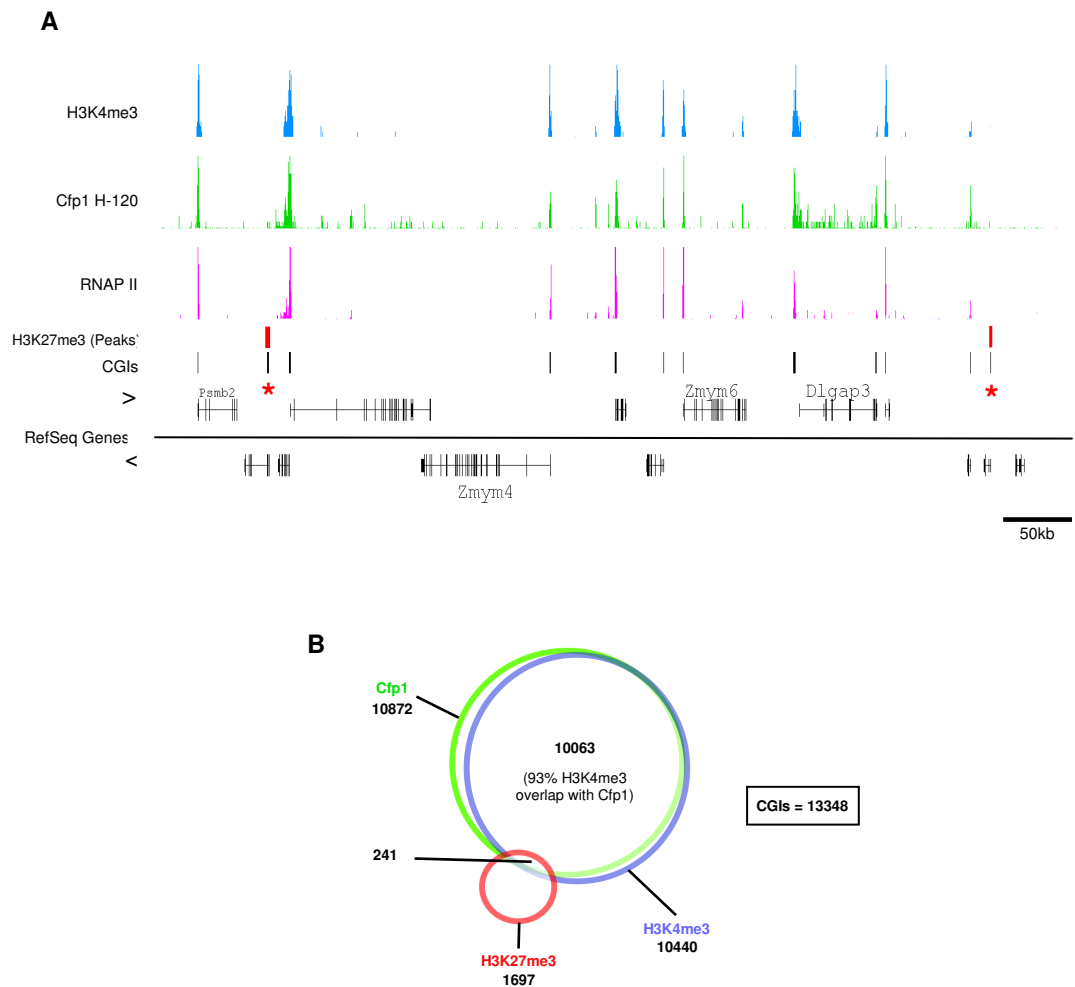 A
H3K4me3
Cfp1 H-120
RNAP II
H3K27me3 (Peaks)
CGIs
* *
Psmb2
Zmym6
Dlgap3
>
RefSeq Genes
<
Zmym4
50kb
B
Cfp1
10872
10063
(93% H3K4me3
overlap with Cfp1)
CGIs = 13348
241
H3K4me3
10440
H3K27me3
1697